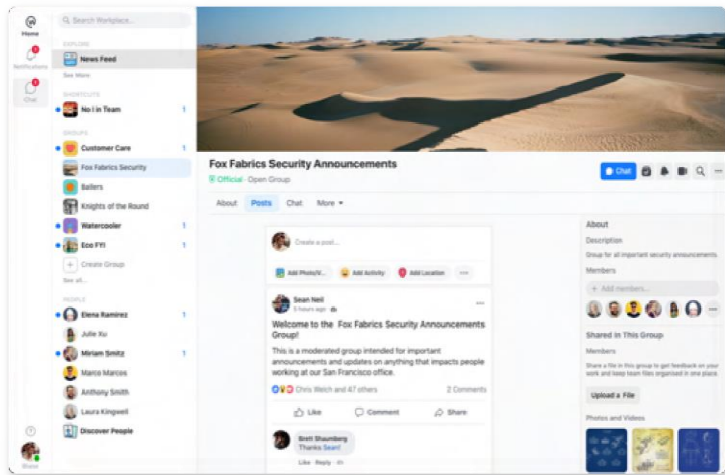 Home
Notifications
Chat
Search Workplace...
EXPLORE
News Feed
See More
SHORTCUTS
No I in Team 1
GROUPS
Customer Care 1
Fox Fabrics Security
Ballers
Knights of the Round
Watercooler 1
Eco FYI 1
Create Group
See all...
PEOPLE
Elena Ramirez 1
Julie Xu
Miriam Smitz 1
Marco Marcos
Anthony Smith
Laura Kingwell
Discover People
Fox Fabrics Security Announcements
Official · Open Group
Chat
About Posts Chat More
Create a post...
Add Photo/V... Add Activity Add Location
Sean Neil
5 hours ago
Welcome to the Fox Fabrics Security Announcements
Group!
This is a moderated group intended for important
announcements and updates on anything that impacts people
working at our San Francisco office.
Chris Welch and 47 others 2 Comments
Like Comment Share
Brett Shaumberg
Thanks Sean!
Like · Reply ·
About
Description
Group for all important security announcements
Members
+ Add members...
Shared In This Group
Members
Share a file in this group to get feedback on your
work and keep team files organised in one place
Upload a File
Photos and Videos